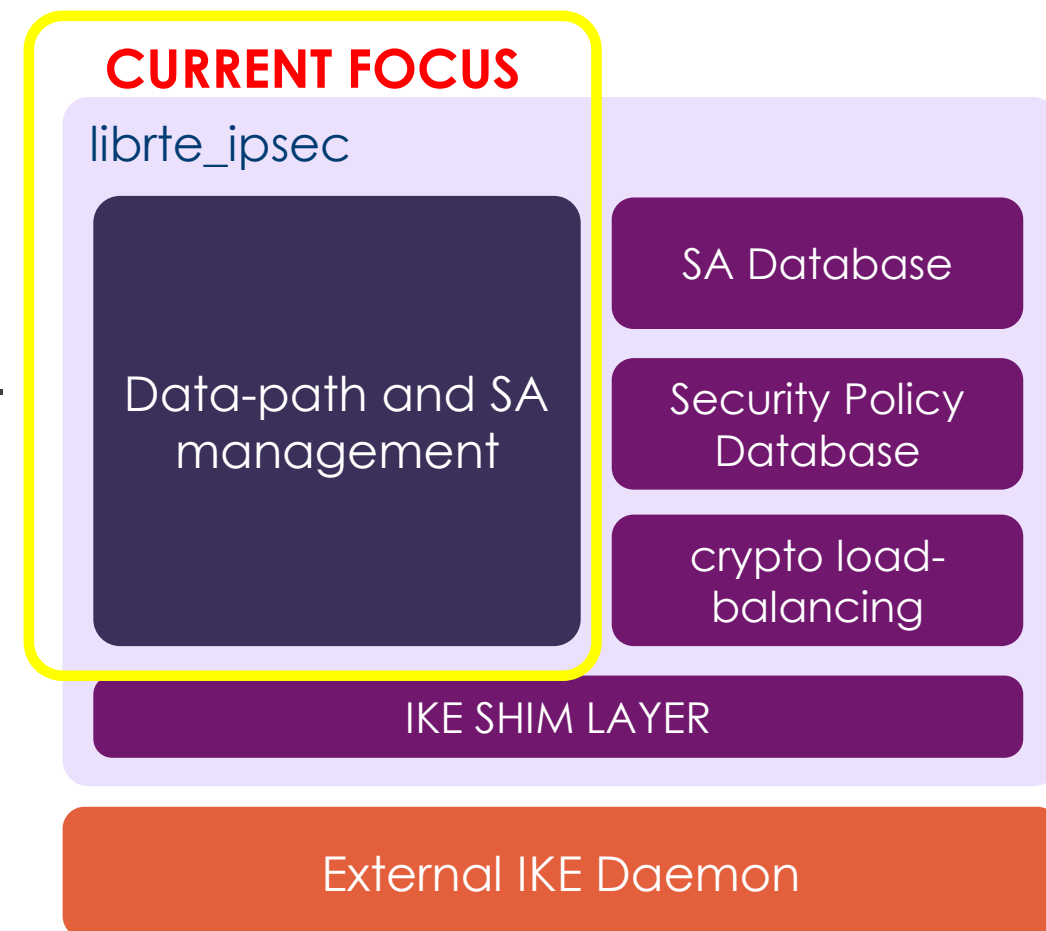 CURRENT FOCUS
librte_ipsec
Data-path and SA
management
SA Database
Security Policy
Database
crypto load-
balancing
IKE SHIM LAYER
External IKE Daemon